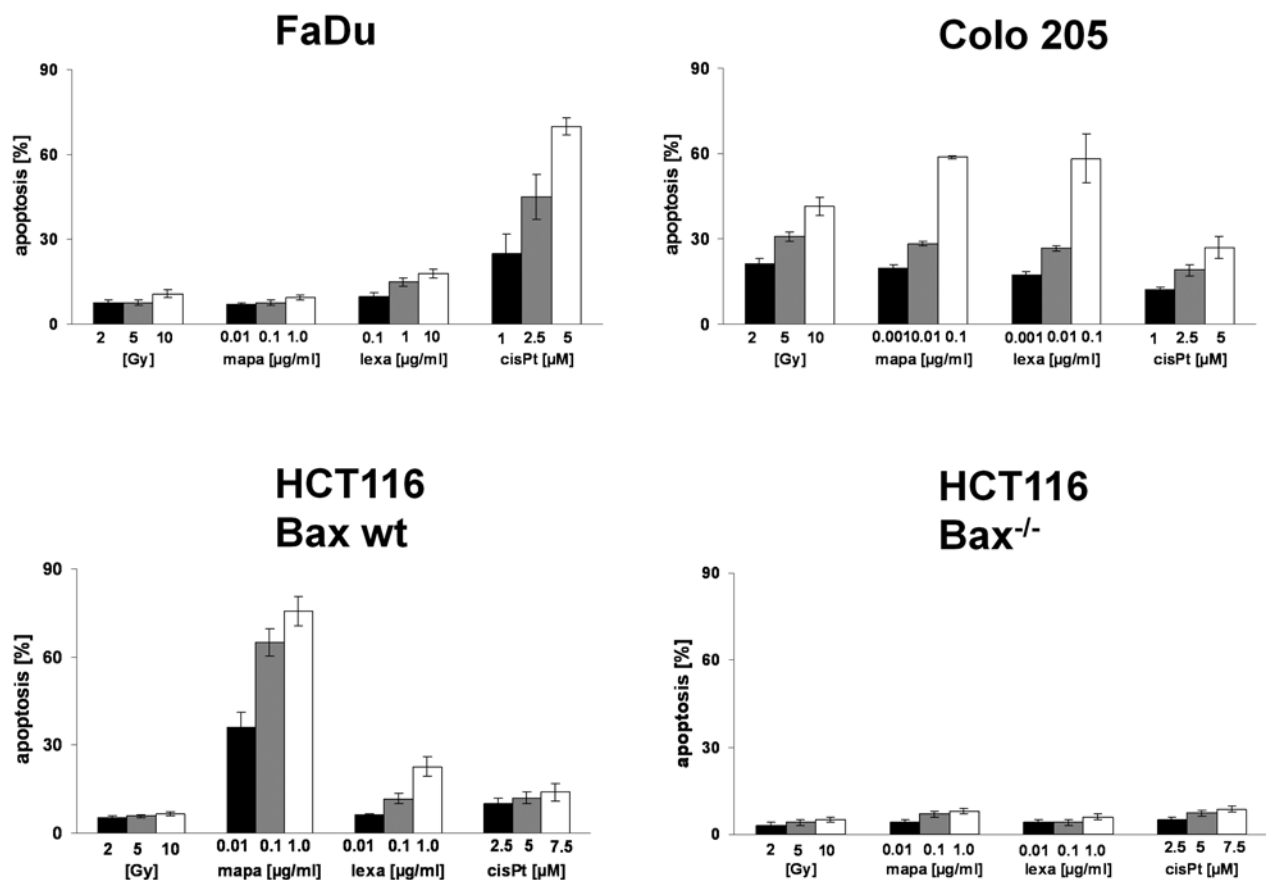 FaDu
90
60
30
0
apoptosis [%]
2 5 10 0.01 0.1 1.0 0.1 1 10 1 2.5 5
[Gy] mapa [µg/ml] lexa [µg/ml] cisPt [µM]
Colo 205
90
60
30
0
apoptosis [%]
2 5 10 0.001 0.01 0.1 0.001 0.01 0.1 1 2.5 5
[Gy] mapa [µg/ml] lexa [µg/ml] cisPt [µM]
HCT116
Bax wt
90
60
30
0
apoptosis [%]
2 5 10 0.01 0.1 1.0 0.01 0.1 1.0 2.5 5 7.5
[Gy] mapa [µg/ml] lexa [µg/ml] cisPt [µM]
HCT116
Bax-/-
90
60
30
0
apoptosis [%]
2 5 10 0.01 0.1 1.0 0.01 0.1 1.0 2.5 5 7.5
[Gy] mapa [µg/ml] lexa [µg/ml] cisPt [µM]